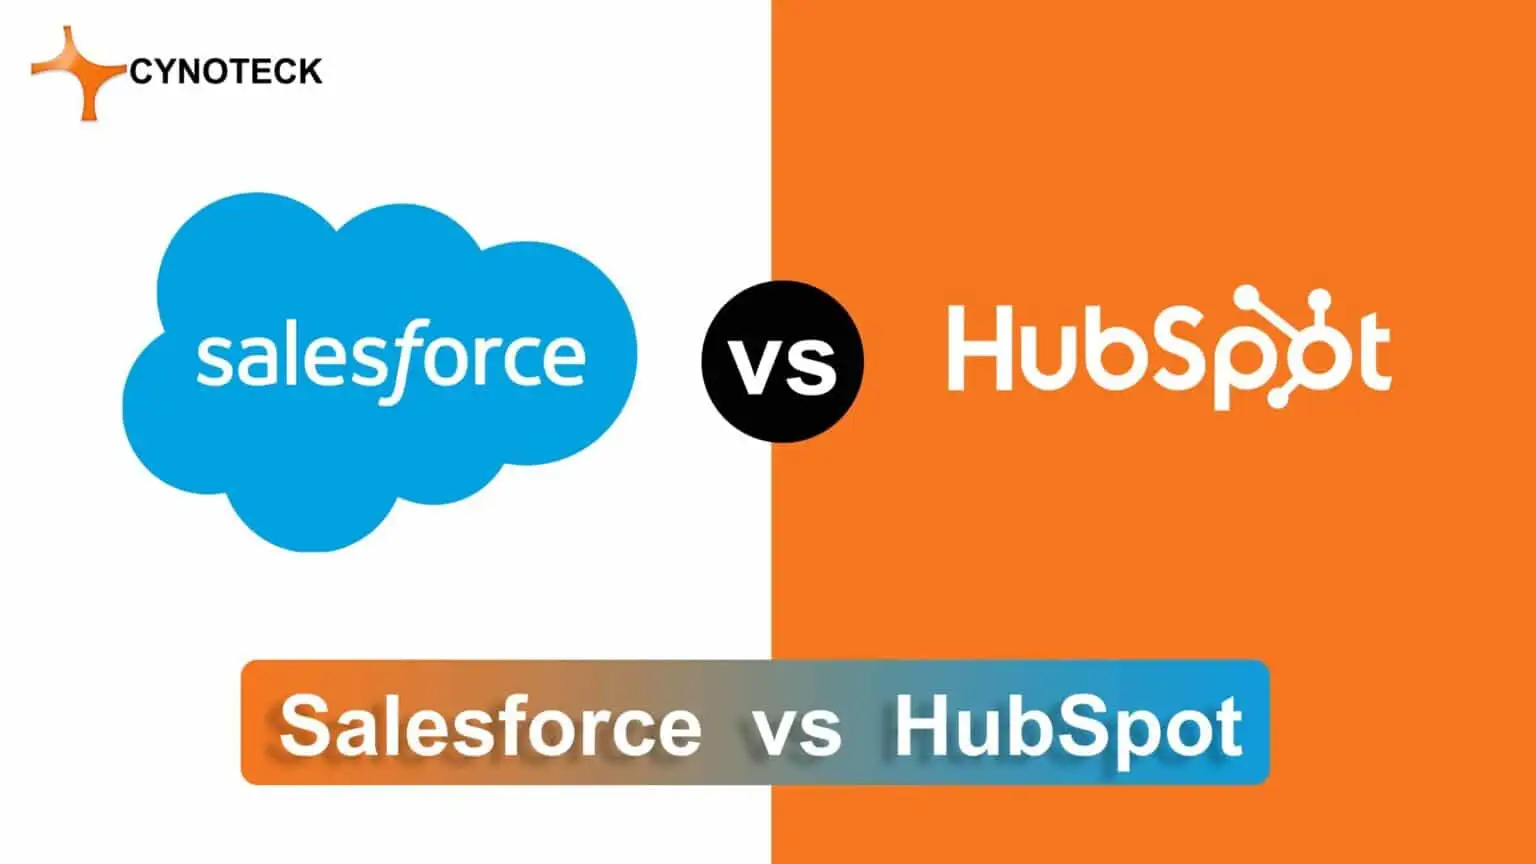 CYNOTECK
salesforce
vs
HubSpot
Salesforce vs HubSpot